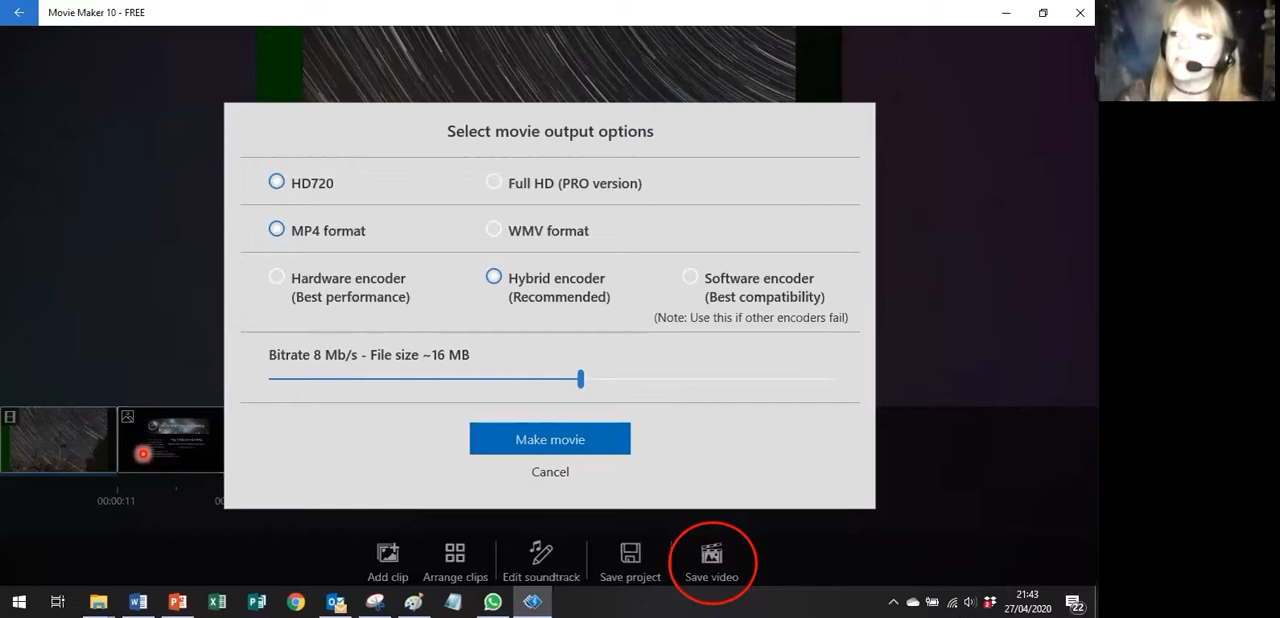 Movie Maker 10 - FREE
Select movie output options
HD720
Full HD (PRO version)
MP4 format
WMV format
Hardware encoder
(Best performance)
Hybrid encoder
(Recommended)
Software encoder
(Best compatibility)
(Note: Use this if other encoders fail)
Bitrate 8 Mb/s - File size ~16 MB
Make movie
Cancel
00:00:11
Add clip
Arrange clips
Edit soundtrack
Save project
Save video
21:43
27/04/2020
22